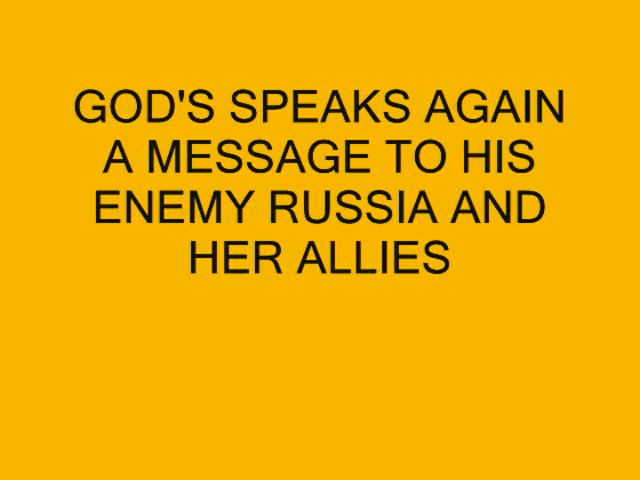 GOD'S SPEAKS AGAIN
A MESSAGE TO HIS
ENEMY RUSSIA AND
HER ALLIES